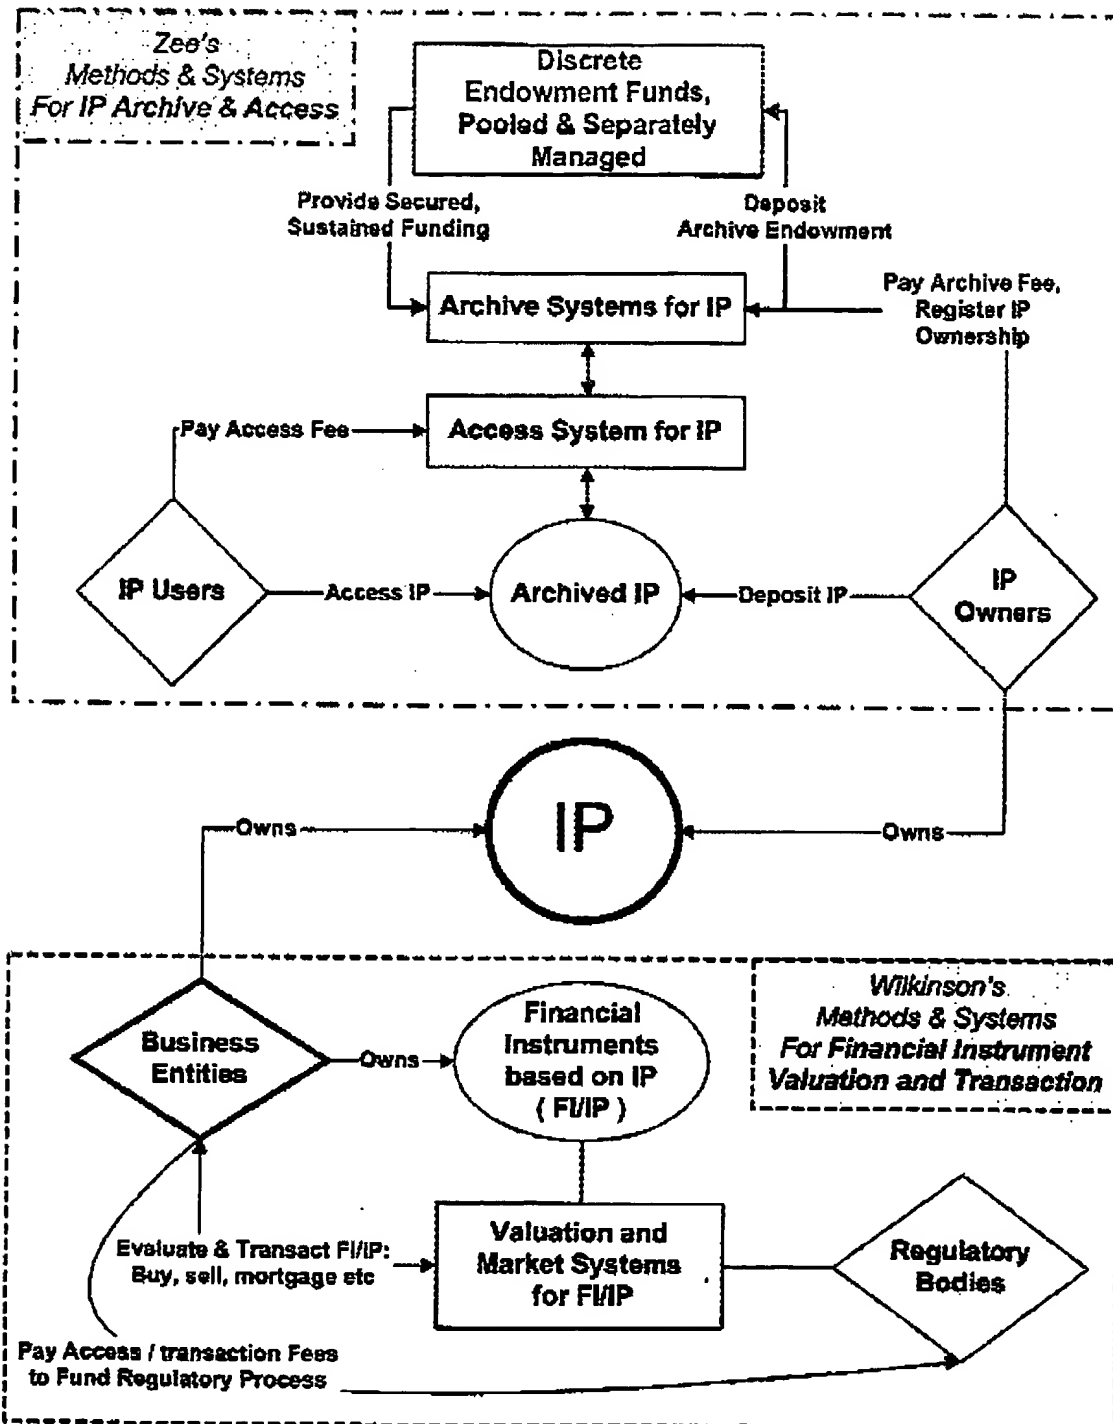 Zee's
Methods & Systems
For IP Archive & Access
Discrete
Endowment Funds,
Pooled & Separately
Managed
Provide Secured,
Sustained Funding
Deposit
Archive Endowment
Pay Archive Fee,
Register IP
Ownership
Archive Systems for IP
Pay Access Fee
Access System for IP
IP Users
Access IP
Archived IP
Deposit IP
IP
Owners
Owns
IP
Owns
Business
Entities
Owns
Financial
Instruments
based on IP
( FI/IP )
Wilkinson's
Methods & Systems
For Financial Instrument
Valuation and Transaction
Evaluate & Transact FI/IP:
Buy, sell, mortgage etc
Valuation and
Market Systems
for FI/IP
Regulatory
Bodies
Pay Access / transaction Fees
to Fund Regulatory Process